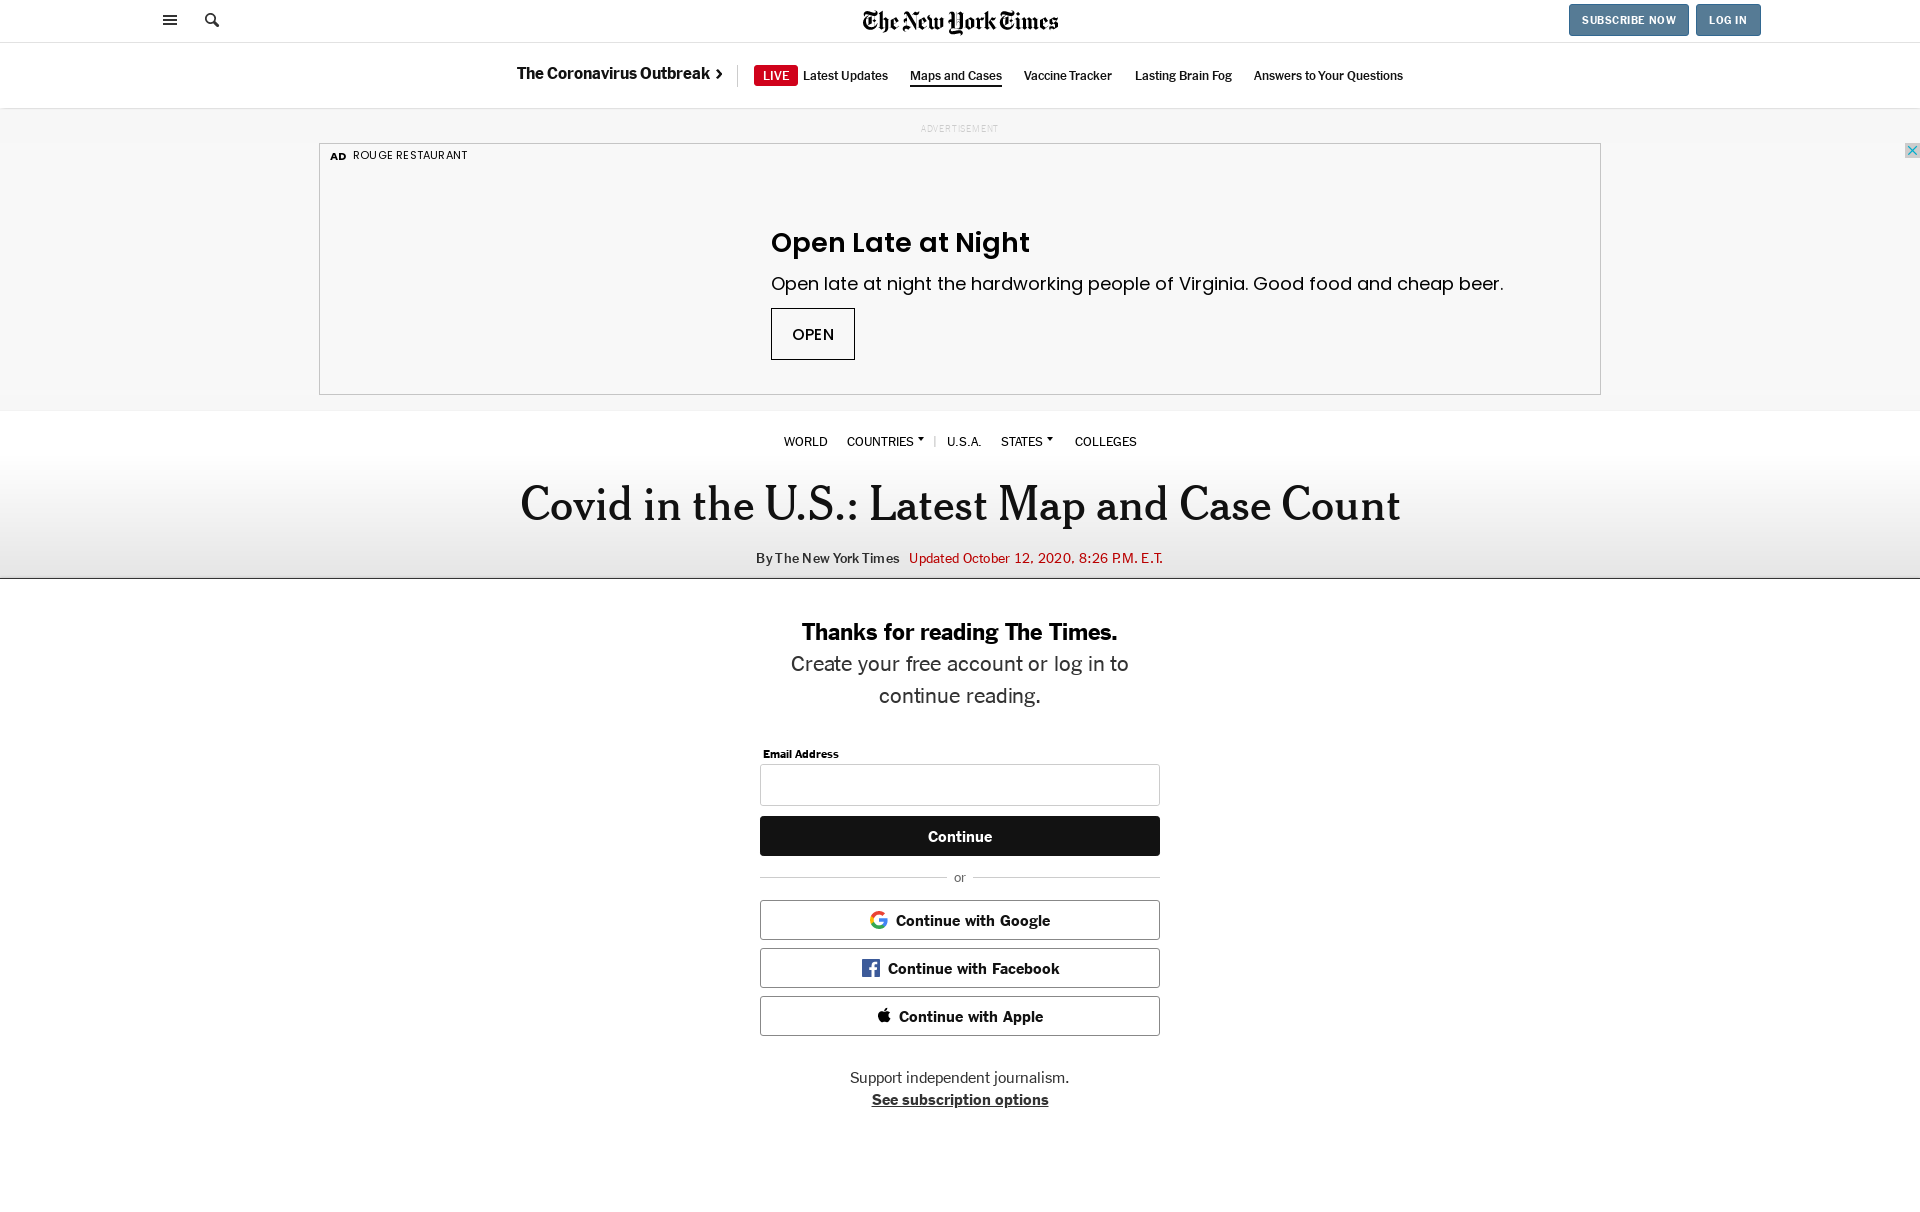 The New York Times
SUBSCRIBE NOW
LOG IN
The Coronavirus Outbreak
LIVE Latest Updates
Maps and Cases
Vaccine Tracker
Lasting Brain Fog
Answers to Your Questions
ADVERTISEMENT
AD ROUGE RESTAURANT
Open Late at Night
Open late at night the hardworking people of Virginia. Good food and cheap beer.
OPEN
WORLD COUNTRIES | U.S.A. STATES COLLEGES
Covid in the U.S.: Latest Map and Case Count
By The New York Times Updated October 12, 2020, 8:26 P.M. E.T.
Thanks for reading The Times.
Create your free account or log in to
continue reading.
Email Address
Continue
or
Continue with Google
Continue with Facebook
Continue with Apple
Support independent journalism.
See subscription options